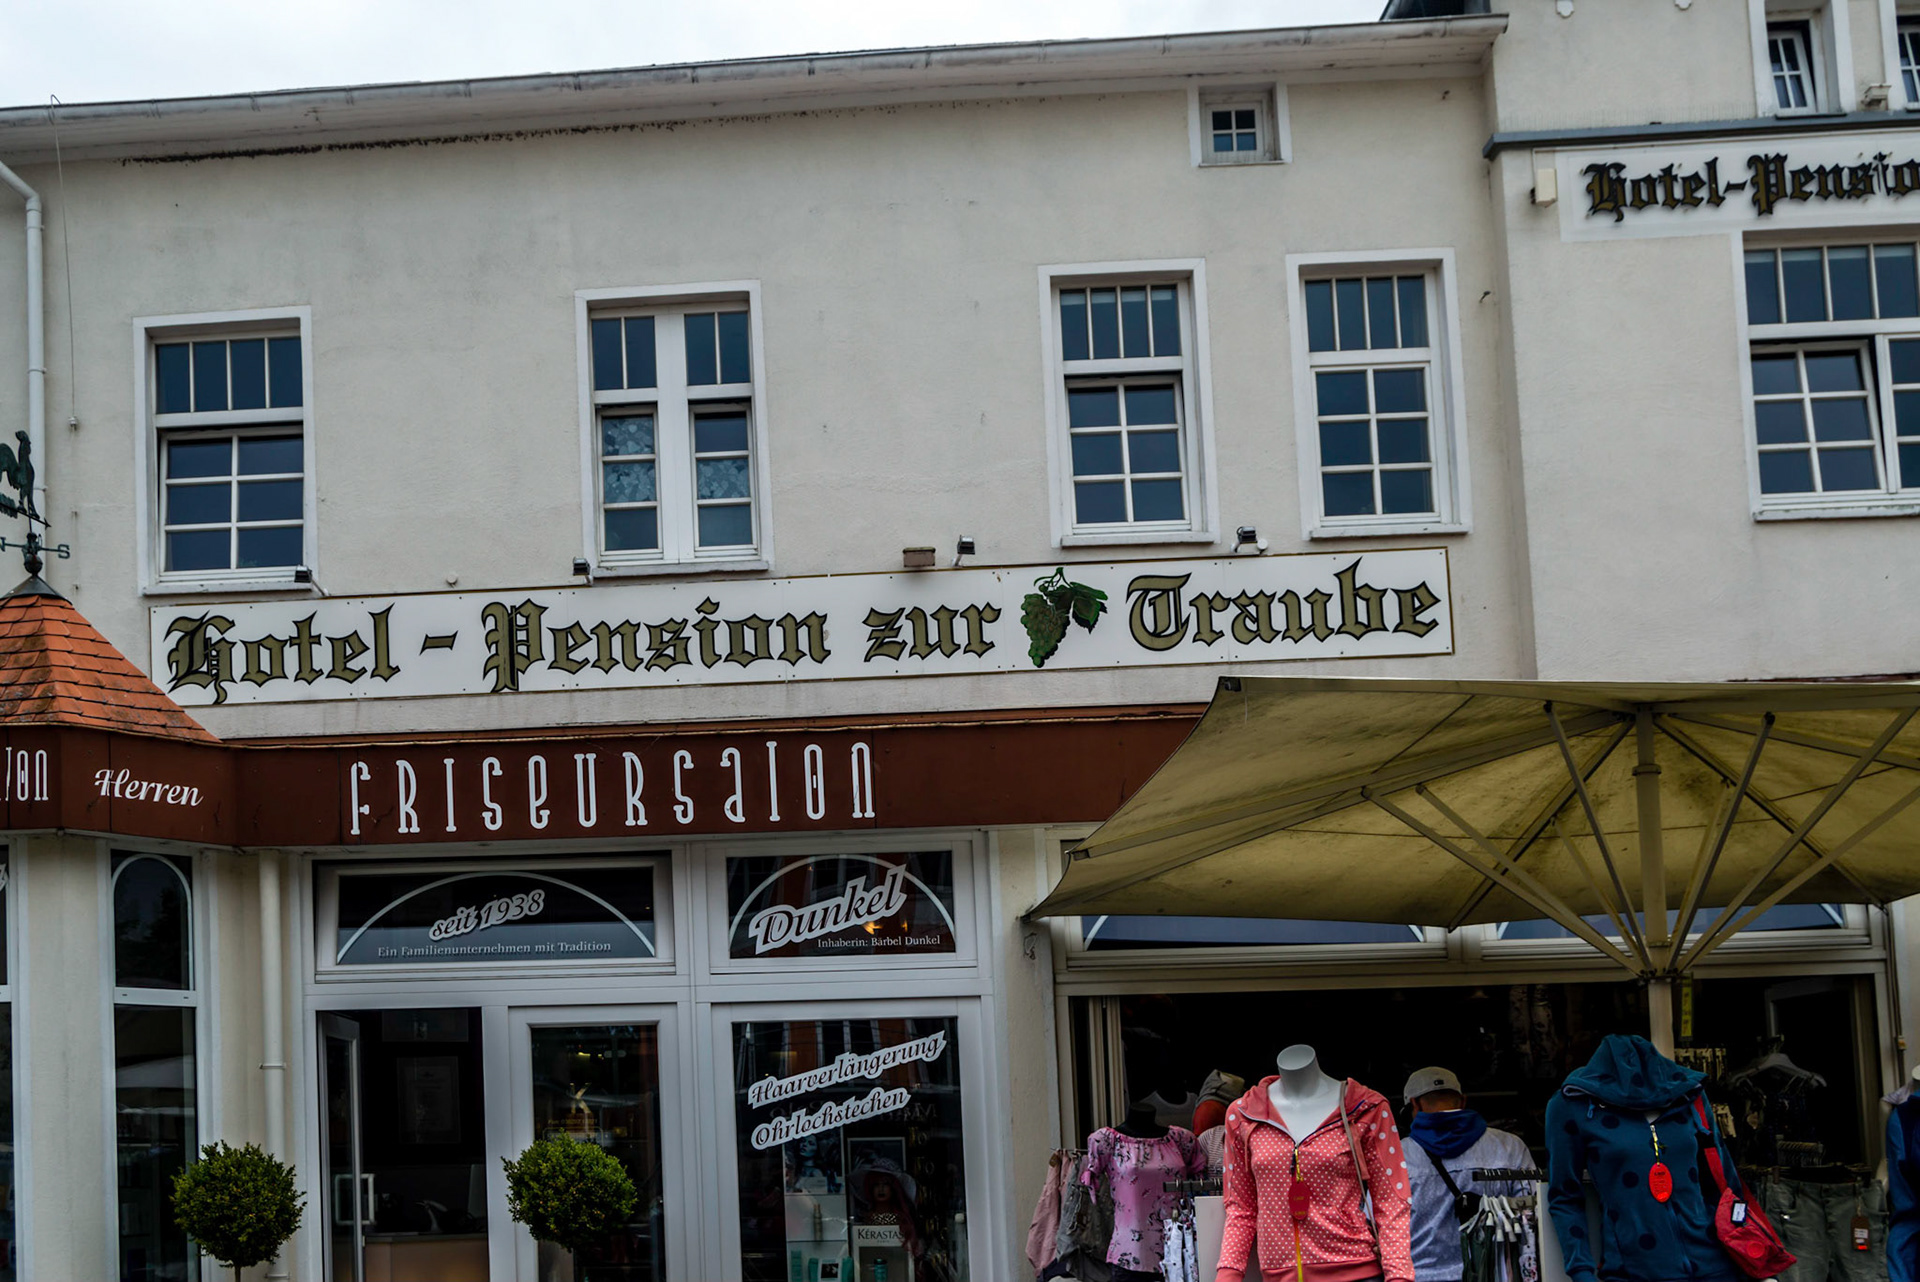 Hotel-Pension
Hotel - Pension zur Traube
Herren
FRISEURSALON
seit 1938
Ein Familienunternehmen mit Tradition
Dunkel
Inhaberin: Bärbel Dunkel
Haarverlängerung
Ohrlochstechen
K
KÉRASTAS
N
S